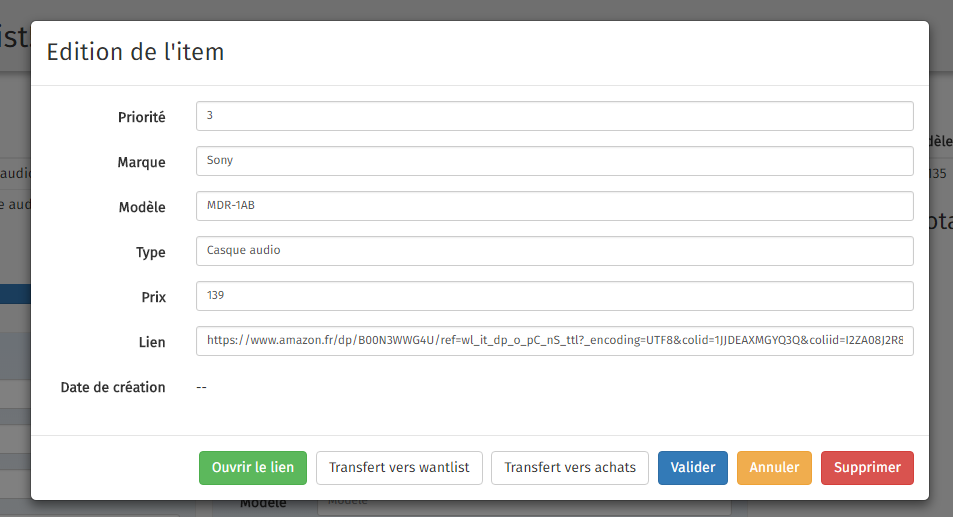 Edition de l'item
Priorité 3
Marque Sony
Modèle MDR-1AB
Type Casque audio
Prix 139
Lien https://www.amazon.fr/dp/B00N3WWG4U/ref=wl_it_dp_o_pC_nS_ttl?_encoding=UTF8&colid=1JJDEAXMGYQ3Q&coliid=I2ZA08J2R8
Date de création --
Ouvrir le lien Transfert vers wantlist Transfert vers achats Valider Annuler Supprimer
Modèle Modèle